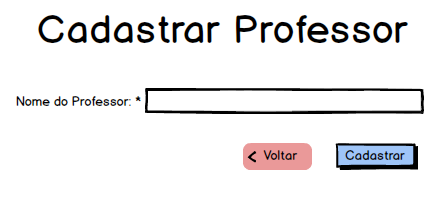 Cadastrar Professor
Nome do Professor: *
Voltar Cadastrar